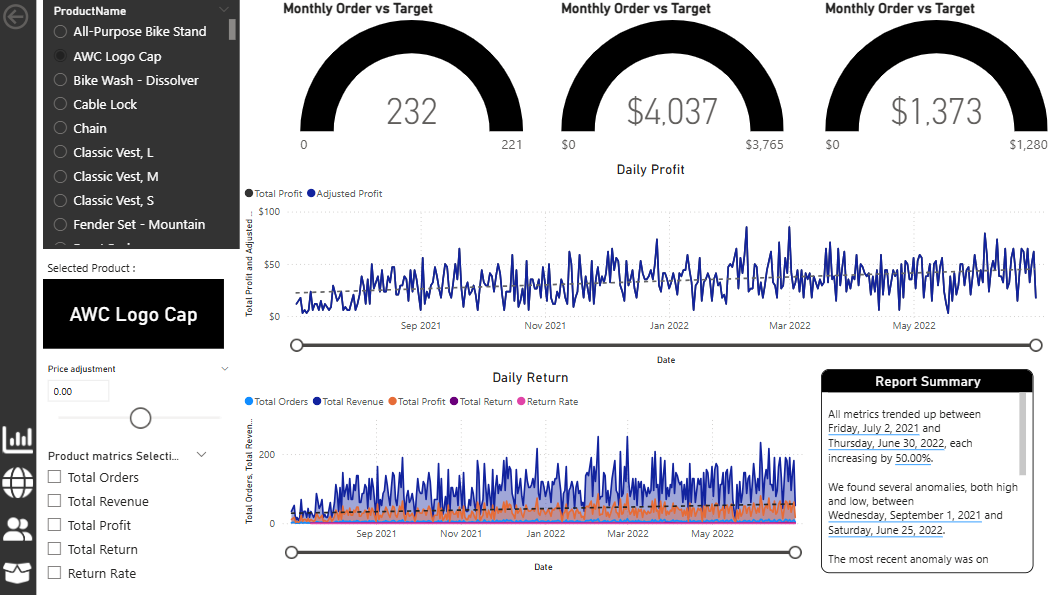 ProductName
All-Purpose Bike Stand
AWC Logo Cap
Bike Wash - Dissolver
Cable Lock
Chain
Classic Vest, L
Classic Vest, M
Classic Vest, S
Fender Set - Mountain
Selected Product :
AWC Logo Cap
Price adjustment
0.00
Product matrics Selecti...
Total Orders
Total Revenue
Total Profit
Total Return
Return Rate
Monthly Order vs Target
232
0
221
Monthly Order vs Target
$4,037
$0
$3,765
Monthly Order vs Target
$1,373
$0
$1,280
Daily Profit
Total Profit Adjusted Profit
Total Profit and Adjusted ...
$100
$50
$0
Sep 2021 Nov 2021 Jan 2022 Mar 2022 May 2022
Date
Daily Return
Total Orders Total Revenue Total Profit Total Return Return Rate
Total Orders, Total Reven...
200
0
Sep 2021 Nov 2021 Jan 2022 Mar 2022 May 2022
Date
Report Summary
All metrics trended up between
Friday, July 2, 2021 and
Thursday, June 30, 2022, each
increasing by 50.00%.
We found several anomalies, both high
and low, between
Wednesday, September 1, 2021 and
Saturday, June 25, 2022.
The most recent anomaly was on